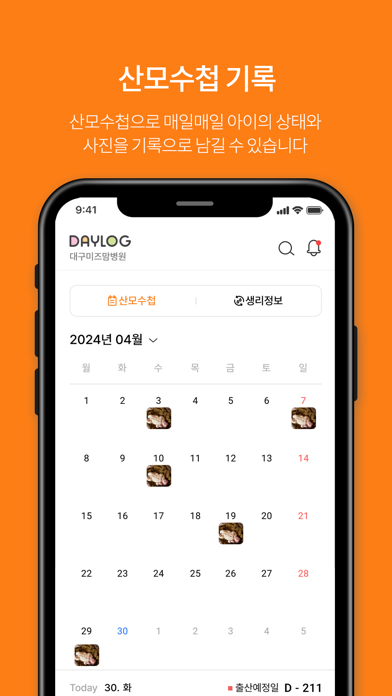 산모수첩 기록
산모수첩으로 매일매일 아이의 상태와
사진을 기록으로 남길 수 있습니다
9:41
DAYLOG
대구미즈맘병원
산모수첩 생리정보
2024년 04월
월 화 수 목 금 토 일
1 2 3 4 5 6 7
8 9 10 11 12 13 14
15 16 17 18 19 20 21
22 23 24 25 26 27 28
29 30 1 2 3 4 5
Today 30. 화 출산예정일 D - 211